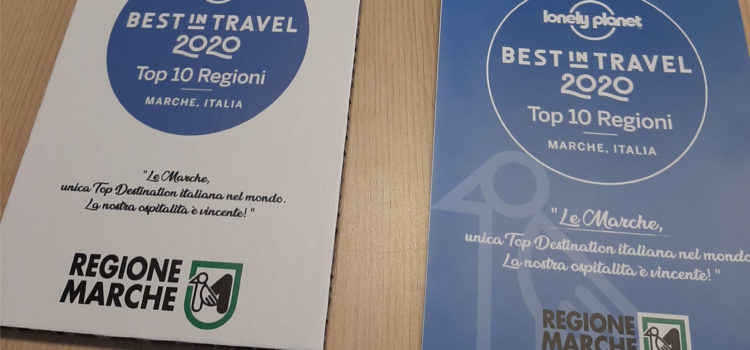 BEST IN TRAVEL
2020
Top 10 Regioni
MARCHE, ITALIA
"Le Marche,
unica Top Destination italiana nel mondo.
La nostra ospitalità è vincente!"
REGIONE
MARCHE
lonely planet
BEST IN TRAVEL
2020
Top 10 Regioni
MARCHE, ITALIA
"Le Marche,
unica Top Destination italiana nel mondo
La nostra ospitalità è vincente!"
REGIONE
MARCHE